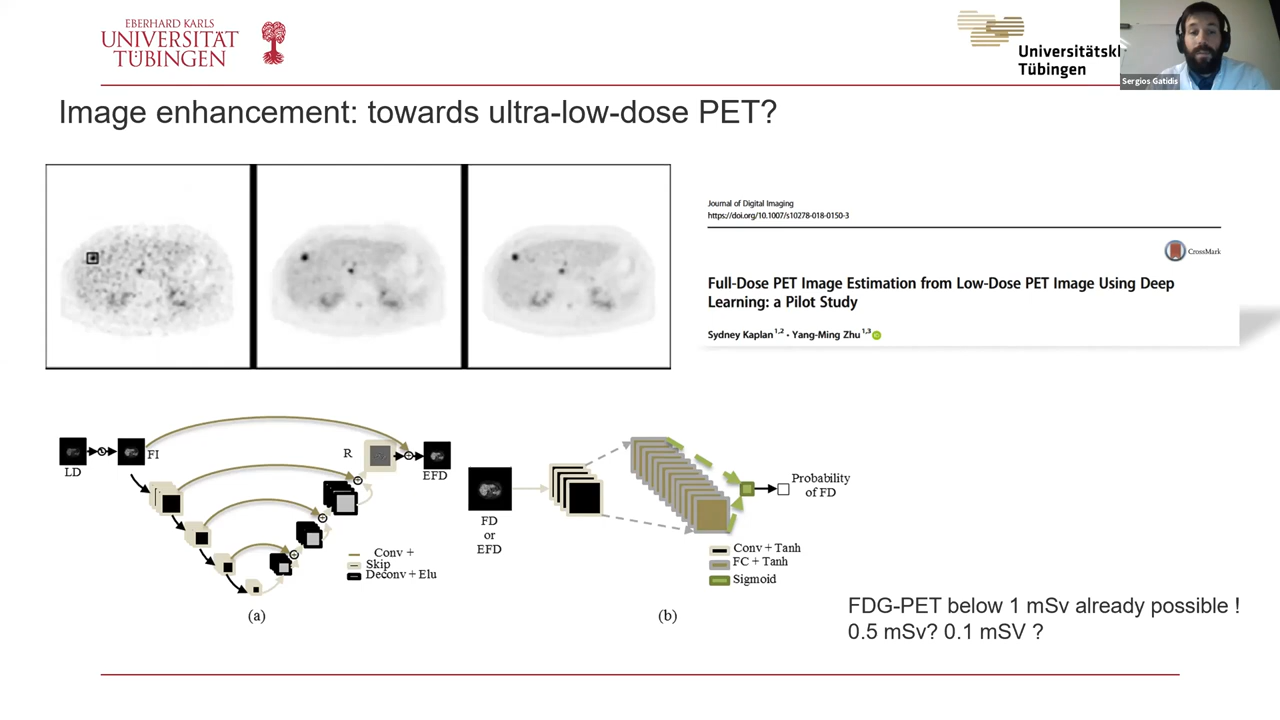 EBERHARD KARLS
UNIVERSITÄT
TÜBINGEN
Universitätskl
Tübingen
Sergios Gatidis
Image enhancement: towards ultra-low-dose PET?
Journal of Digital Imaging
https://doi.org/10.1007/s10278-018-0150-3
CrossMark
Full-Dose PET Image Estimation from Low-Dose PET Image Using Deep
Learning: a Pilot Study
Sydney Kaplan 1,2 · Yang-Ming Zhu 1,3
LD
FI
R
EFD
Conv +
Skip
Deconv + Elu
(a)
FD
or
EFD
Probability
of FD
Conv + Tanh
FC + Tanh
Sigmoid
(b)
FDG-PET below 1 mSv already possible !
0.5 mSv? 0.1 mSV ?